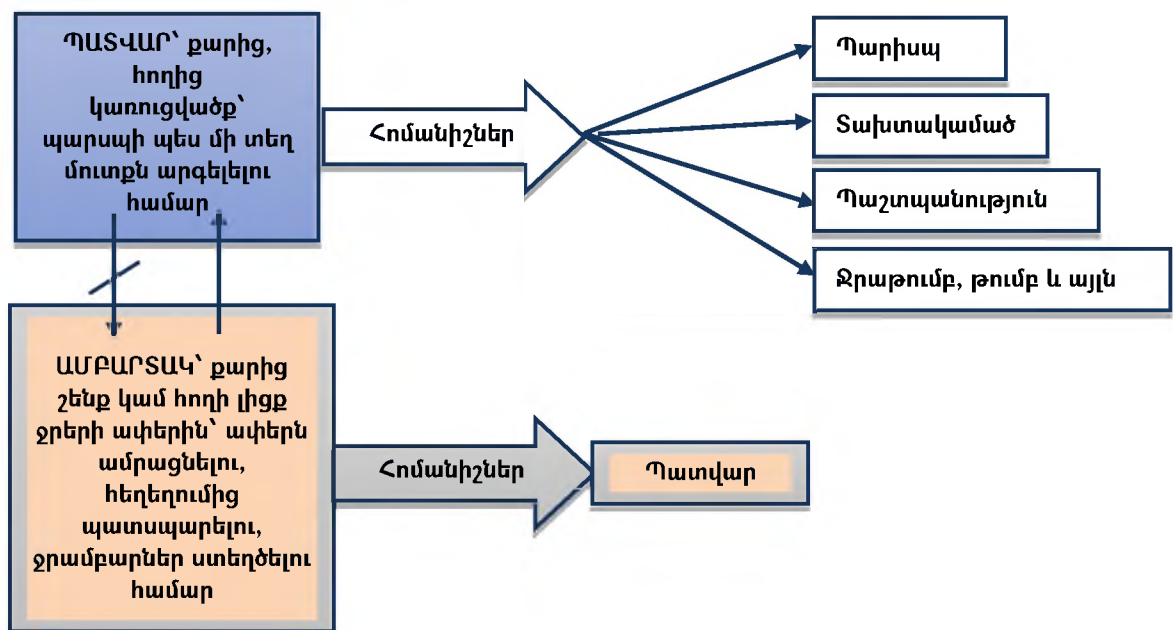 ՊԱՏՎԱՐ՝ քարից,
հողից
կառուցվածք՝
պարսպի պես մի տեղ
մուտքն արգելելու
համար
Հոմանիշներ
Պարիսպ
Տախտակամած
Պաշտպանություն
Ջրաթումբ, թումբ և այլն
ԱՄԲԱՐՏԱԿ՝ քարից
շենք կամ հողի լիցք
ջրերի ափերին՝ ափերն
ամրացնելու,
հեղեղումից
պատսպարելու,
ջրամբարներ ստեղծելու
համար
Հոմանիշներ
Պատվար